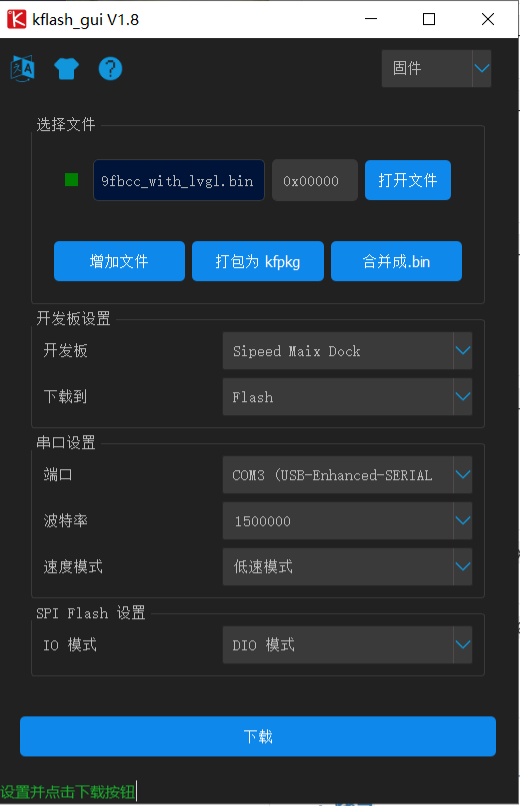 kflash_gui V1.8
固件
选择文件
9fbcc_with_lvgl.bin 0x00000 打开文件
增加文件 打包为 kfpkg 合并成.bin
开发板设置
开发板 Sipeed Maix Dock
下载到 Flash
串口设置
端口 COM3 (USB-Enhanced-SERIAL
波特率 1500000
速度模式 低速模式
SPI Flash 设置
IO 模式 DIO 模式
下载
设置并点击下载按钮